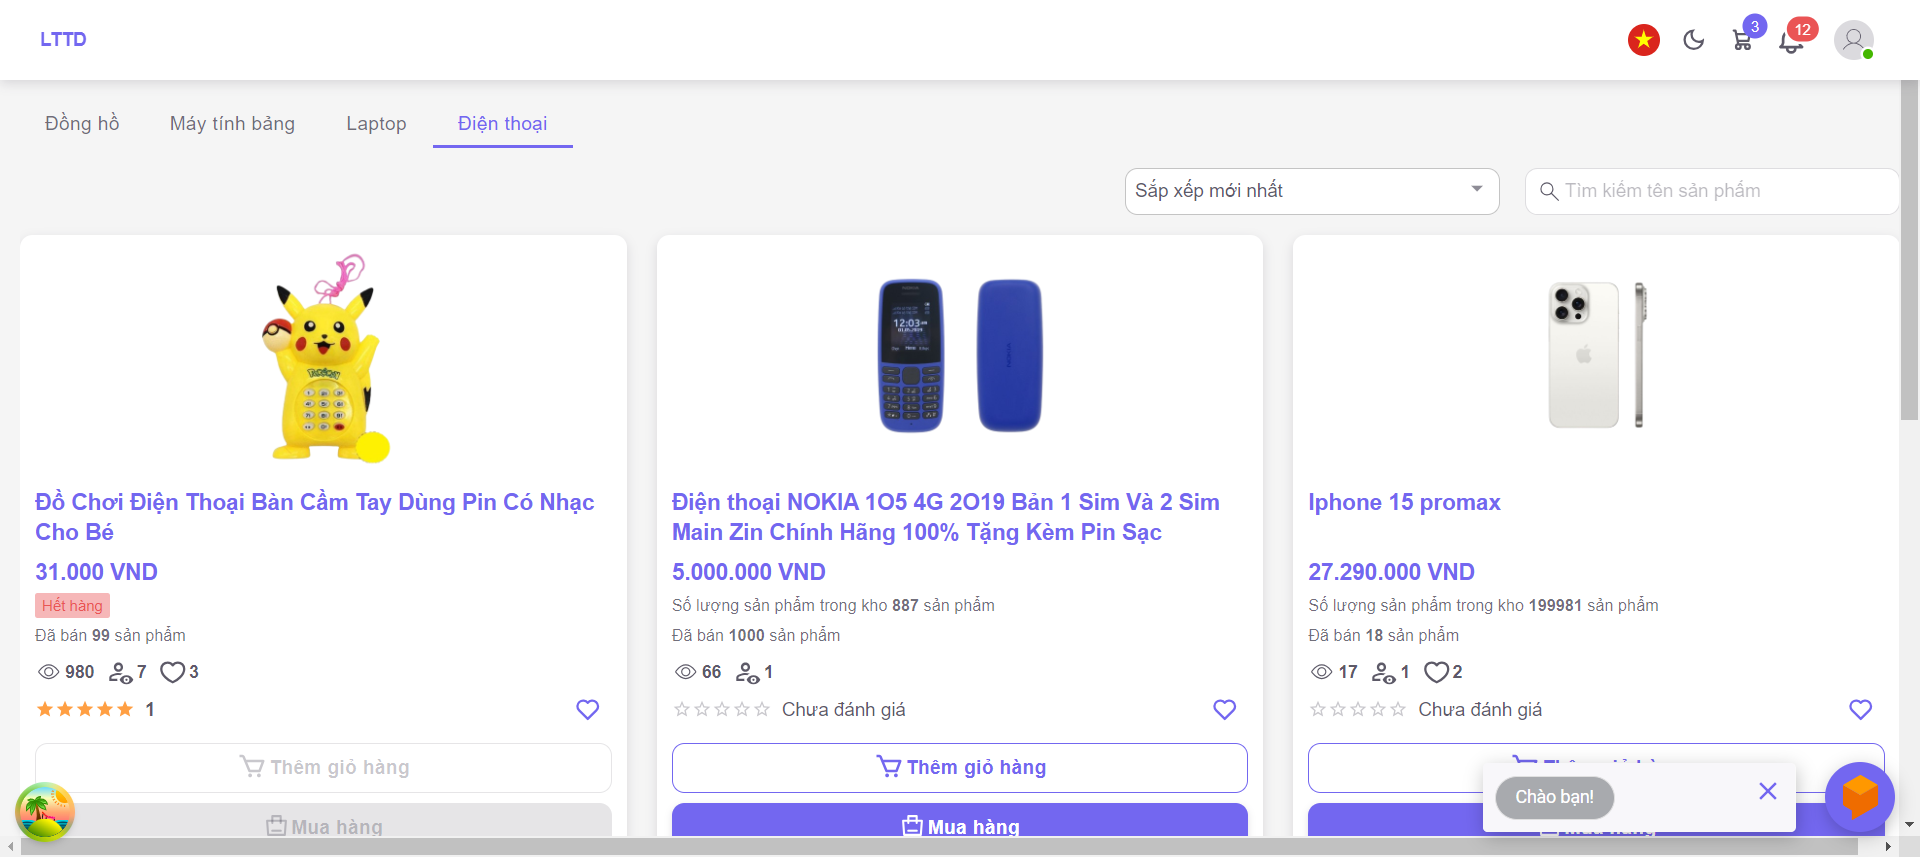 LTTD
3
12
Đồng hồ
Máy tính bảng
Laptop
Điện thoại
Sắp xếp mới nhất
Tìm kiếm tên sản phẩm
12:03
NOKIA
Đồ Chơi Điện Thoại Bàn Cầm Tay Dùng Pin Có Nhạc
Cho Bé
31.000 VND
Hết hàng
Đã bán 99 sản phẩm
980 7 3
1
Thêm giỏ hàng
Mua hàng
Điện thoại NOKIA 1O5 4G 2O19 Bản 1 Sim Và 2 Sim
Main Zin Chính Hãng 100% Tặng Kèm Pin Sạc
5.000.000 VND
Số lượng sản phẩm trong kho 887 sản phẩm
Đã bán 1000 sản phẩm
66 1
Chưa đánh giá
Thêm giỏ hàng
Mua hàng
Iphone 15 promax
27.290.000 VND
Số lượng sản phẩm trong kho 199981 sản phẩm
Đã bán 18 sản phẩm
17 1 2
Chưa đánh giá
Chào bạn!